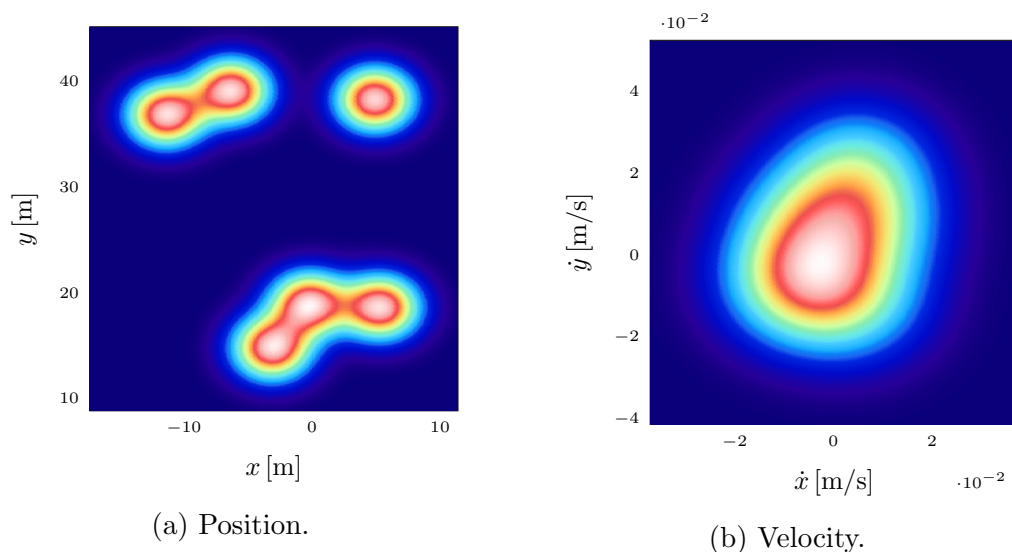 40
30
20
10
y [m]
−10 0 10
x [m]
(a) Position.
·10−2
4
2
0
−2
−4
ẏ [m/s]
−2 0 2
ẋ [m/s]
·10−2
(b) Velocity.